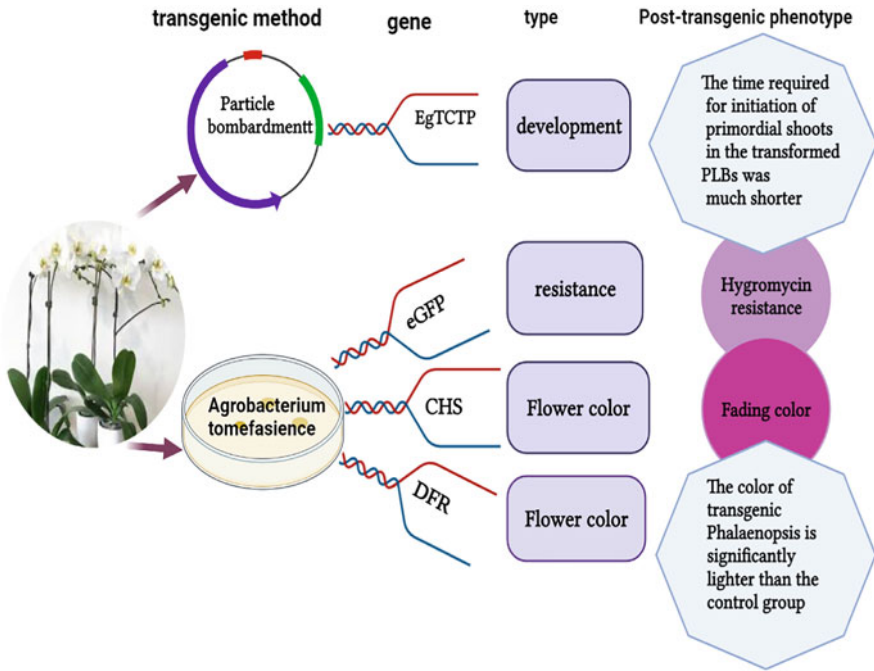 transgenic method
gene
type
Post-transgenic phenotype
Particle
bombardmentt
EgTCTP
development
The time required
for initiation of
primordial shoots
in the transformed
PLBs was
much shorter
eGFP
resistance
Hygromycin
resistance
Agrobacterium
tomefasience
CHS
Flower color
Fading color
DFR
Flower color
The color of
transgenic
Phalaenopsis is
significantly
lighter than the
control group